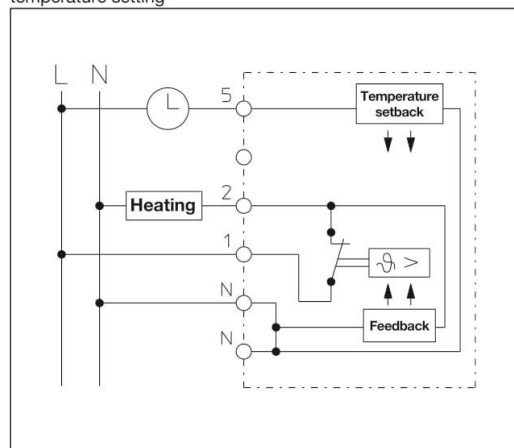 temperature setting
L N
5
Temperature
setback
Heating
2
1
ϑ >
N
Feedback
N